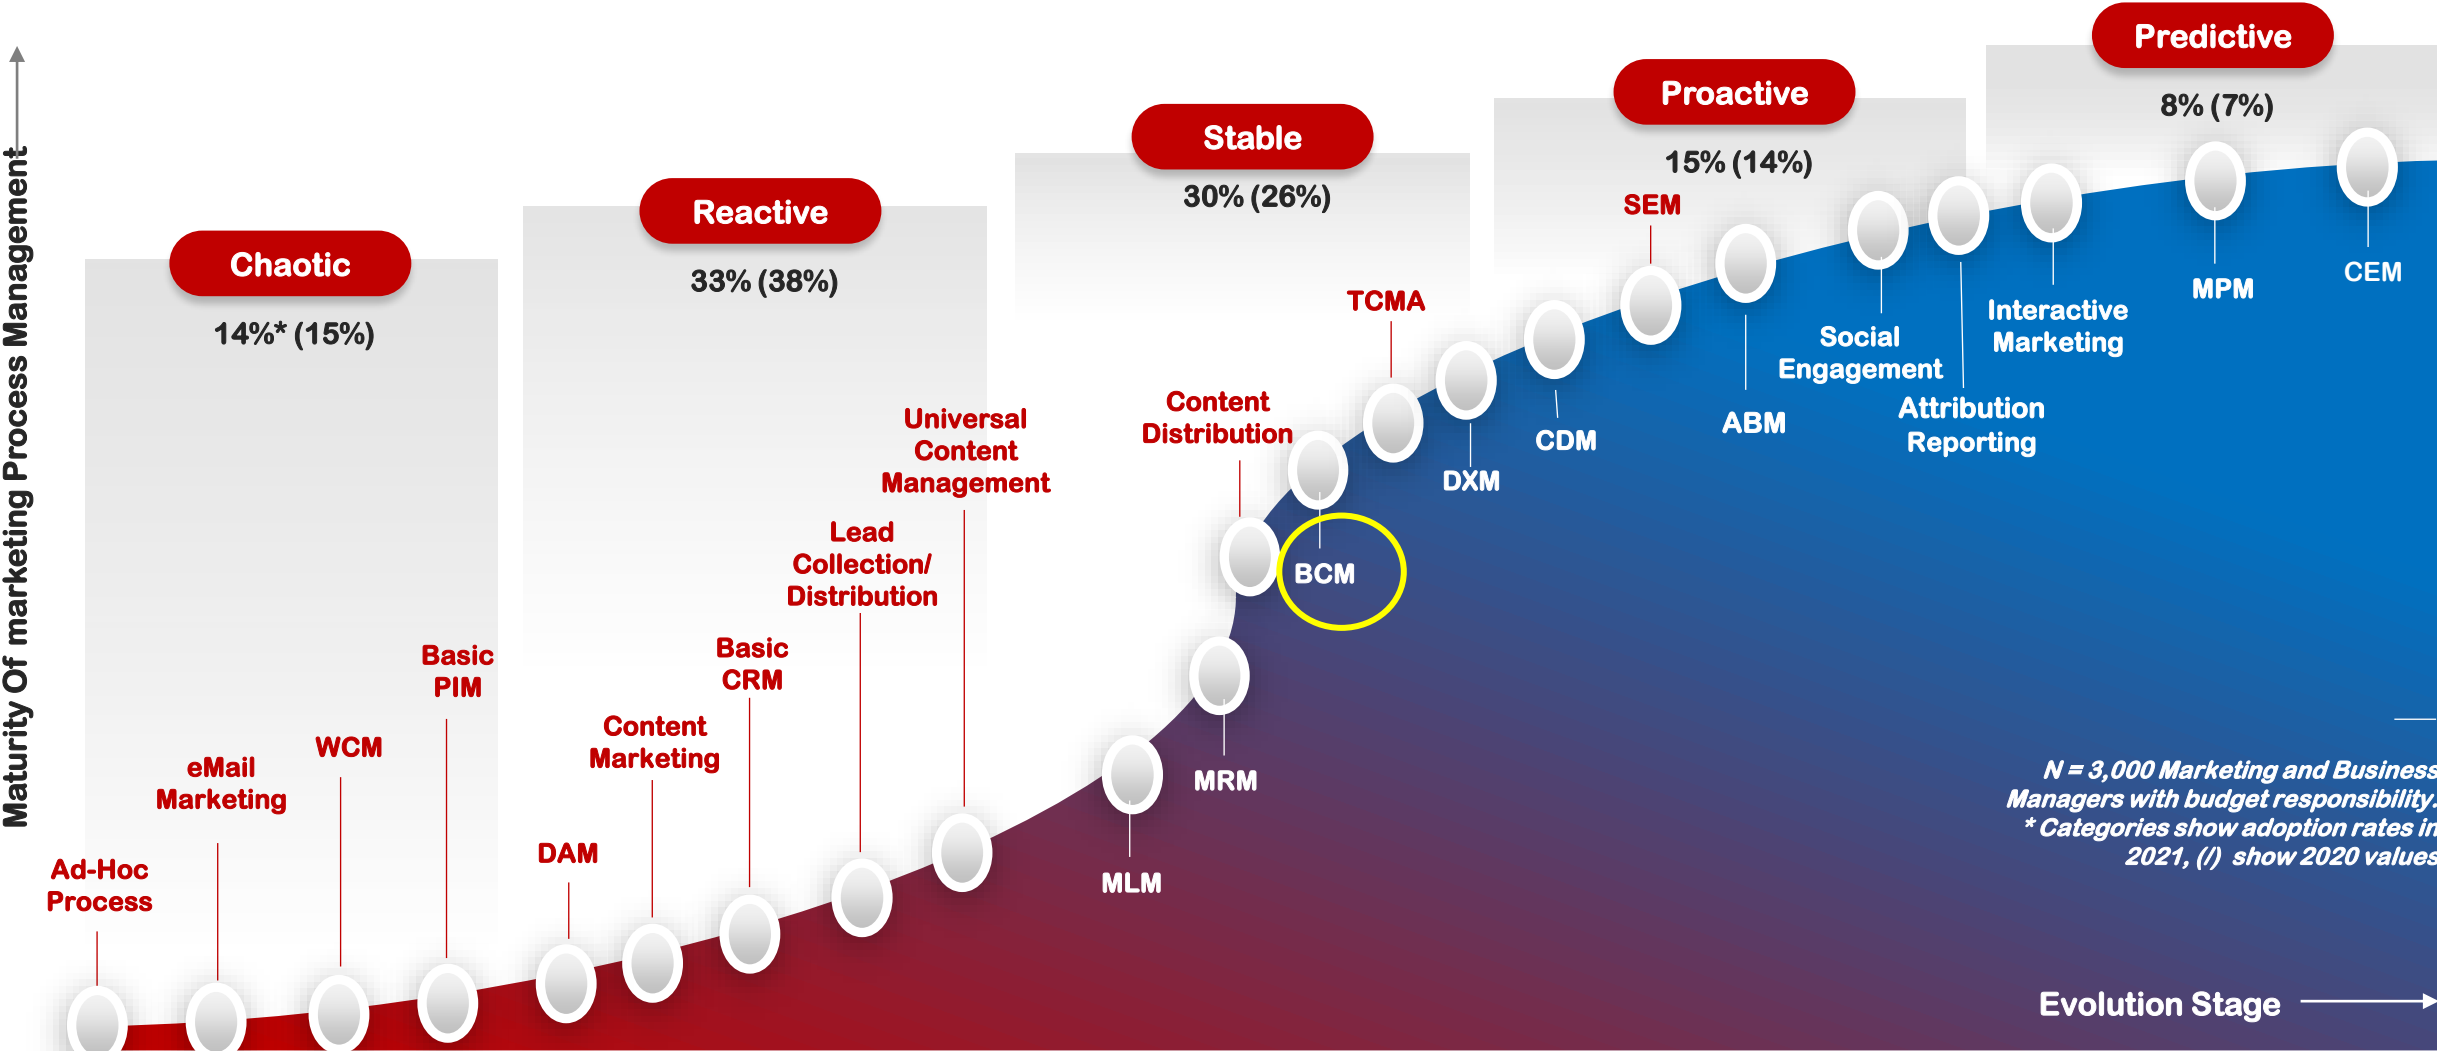 Maturity Of marketing Process Management
Chaotic
14%* (15%)
Reactive
33% (38%)
Stable
30% (26%)
Proactive
15% (14%)
Predictive
8% (7%)
Ad-Hoc
Process
eMail
Marketing
WCM
Basic
PIM
DAM
Content
Marketing
Basic
CRM
Lead
Collection/
Distribution
Universal
Content
Management
MLM
MRM
Content
Distribution
BCM
TCMA
DXM
CDM
SEM
ABM
Social
Engagement
Attribution
Reporting
Interactive
Marketing
MPM
CEM
N = 3,000 Marketing and Business
Managers with budget responsibility.
* Categories show adoption rates in
2021, (/) show 2020 values
Evolution Stage